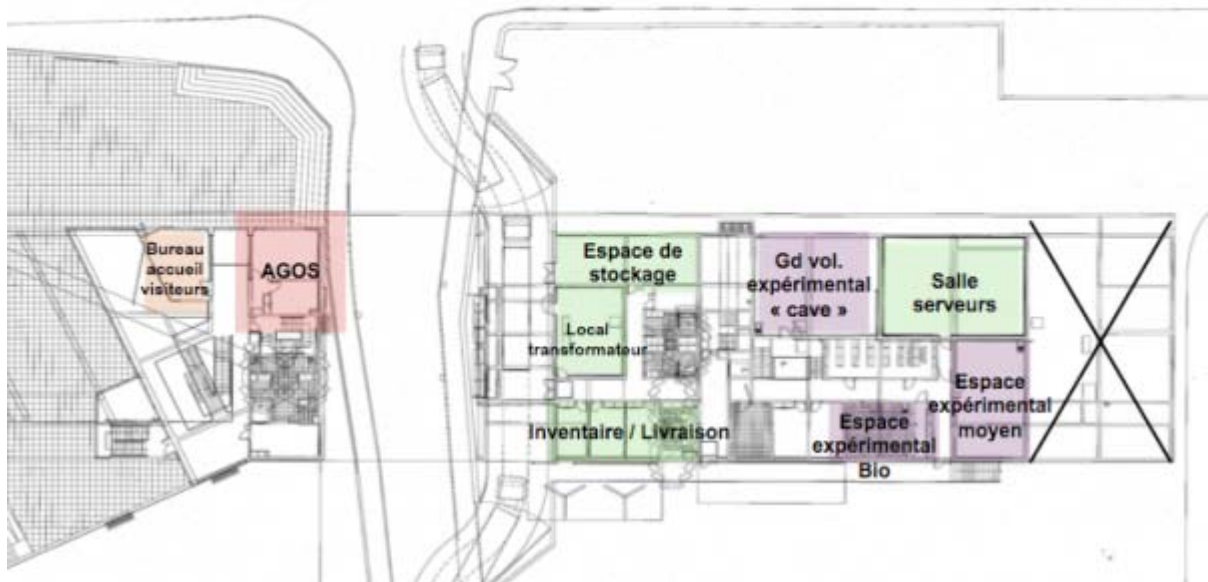 Bureau
accueil
visiteurs
AGOS
Espace de
stockage
Local
transformateur
Inventaire / Livraison
Gd vol.
expérimental
« cave »
Salle
serveurs
Espace
expérimental
moyen
Espace
expérimental
Bio